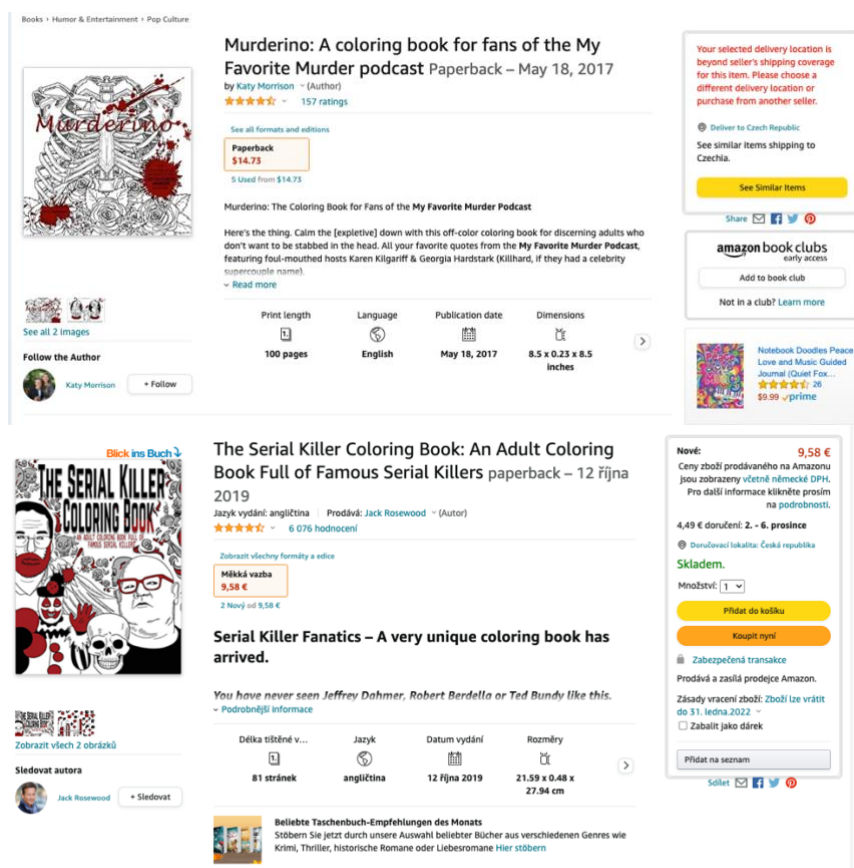 Books › Humor & Entertainment › Pop Culture
Murderino
Murderino: A coloring book for fans of the My
Favorite Murder podcast Paperback – May 18, 2017
by Katy Morrison (Author)
157 ratings
See all formats and editions
Paperback
$14.73
5 Used from $14.73
Murderino: The Coloring Book for Fans of the My Favorite Murder Podcast
Here's the thing. Calm the [expletive] down with this off-color coloring book for discerning adults who
don't want to be stabbed in the head. All your favorite quotes from the My Favorite Murder Podcast,
featuring foul-mouthed hosts Karen Kilgariff & Georgia Hardstark (Killhard, if they had a celebrity
supercouple name).
Read more
Print length
Language
Publication date
Dimensions
100 pages
English
May 18, 2017
8.5 x 0.23 x 8.5
inches
See all 2 images
Follow the Author
Katy Morrison
+ Follow
Your selected delivery location is
beyond seller's shipping coverage
for this item. Please choose a
different delivery location or
purchase from another seller.
Deliver to Czech Republic
See similar items shipping to
Czechia.
See Similar Items
Share
amazon book clubs
early access
Add to book club
Not in a club? Learn more
Notebook Doodles Peace
Love and Music Guided
Journal (Quiet Fox...
26
$9.99 prime
Blick ins Buch
THE SERIAL KILLER
COLORING BOOK
AN ADULT COLORING BOOK FULL OF
FAMOUS SERIAL KILLERS
The Serial Killer Coloring Book: An Adult Coloring
Book Full of Famous Serial Killers paperback – 12 října
2019
Jazyk vydání: angličtina | Prodává: Jack Rosewood (Autor)
6 076 hodnocení
Zobrazit všechny formáty a edice
Měkká vazba
9,58 €
2 Nový od 9,58 €
Serial Killer Fanatics – A very unique coloring book has
arrived.
You have never seen Jeffrey Dahmer, Robert Berdella or Ted Bundy like this.
Podrobnější informace
Délka tištěné v...
Jazyk
Datum vydání
Rozměry
81 stránek
angličtina
12 října 2019
21.59 x 0.48 x
27.94 cm
Beliebte Taschenbuch-Empfehlungen des Monats
Stöbern Sie jetzt durch unsere Auswahl beliebter Bücher aus verschiedenen Genres wie
Krimi, Thriller, historische Romane oder Liebesromane Hier stöbern
Zobrazit všech 2 obrázků
Sledovat autora
Jack Rosewood
+ Sledovat
Nové: 9,58 €
Ceny zboží prodávaného na Amazonu
jsou zobrazeny včetně německé DPH.
Pro další informace klikněte prosím
na podrobnosti.
4,49 € doručení: 2. - 6. prosince
Doručovací lokalita: Česká republika
Skladem.
Množství: 1
Přidat do košíku
Koupit nyní
Zabezpečená transakce
Prodává a zasílá prodejce Amazon.
Zásady vracení zboží: Zboží lze vrátit
do 31. ledna.2022
Zabalit jako dárek
Přidat na seznam
Sdílet